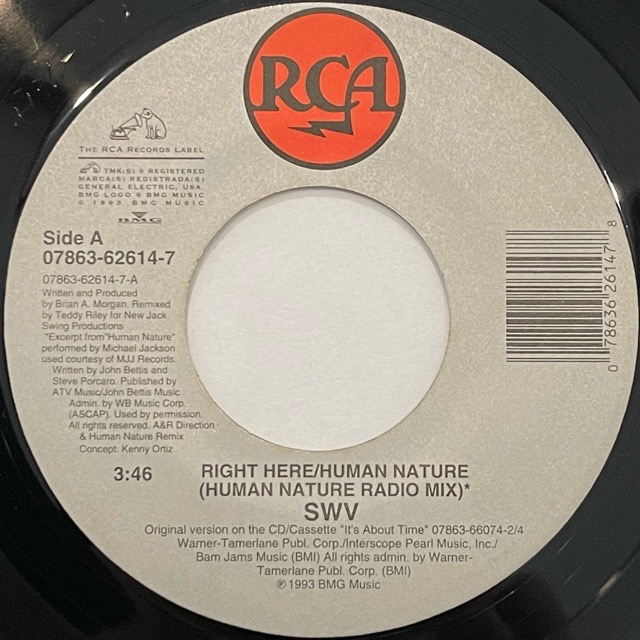 RCA
THE RCA RECORDS LABEL
TMK(S) ® REGISTERED
MARCA(S) REGISTRADA(S)
GENERAL ELECTRIC, USA.
BMG LOGO ® BMG MUSIC
© 1993, BMG MUSIC
BMG
Side A
07863-62614-7
07863-62614-7-A
Written and Produced
by Brian A. Morgan. Remixed
by Teddy Riley for New Jack
Swing Productions
"Excerpt from"Human Nature"
performed by Michael Jackson
used courtesy of MJJ Records.
Written by John Bettis and
Steve Porcaro. Published by
ATV Music/John Bettis Music
Admin. by WB Music Corp.
(ASCAP). Used by permission.
All rights reserved. A&R Direction
& Human Nature Remix
Concept: Kenny Ortiz
0 78636 26147 8
3:46
RIGHT HERE/HUMAN NATURE
(HUMAN NATURE RADIO MIX)*
SWV
Original version on the CD/Cassette "It's About Time" 07863-66074-2/4
Warner-Tamerlane Publ. Corp./Interscope Pearl Music, Inc./
Bam Jams Music (BMI) All rights admin. by Warner-
Tamerlane Publ. Corp. (BMI)
℗ 1993 BMG Music